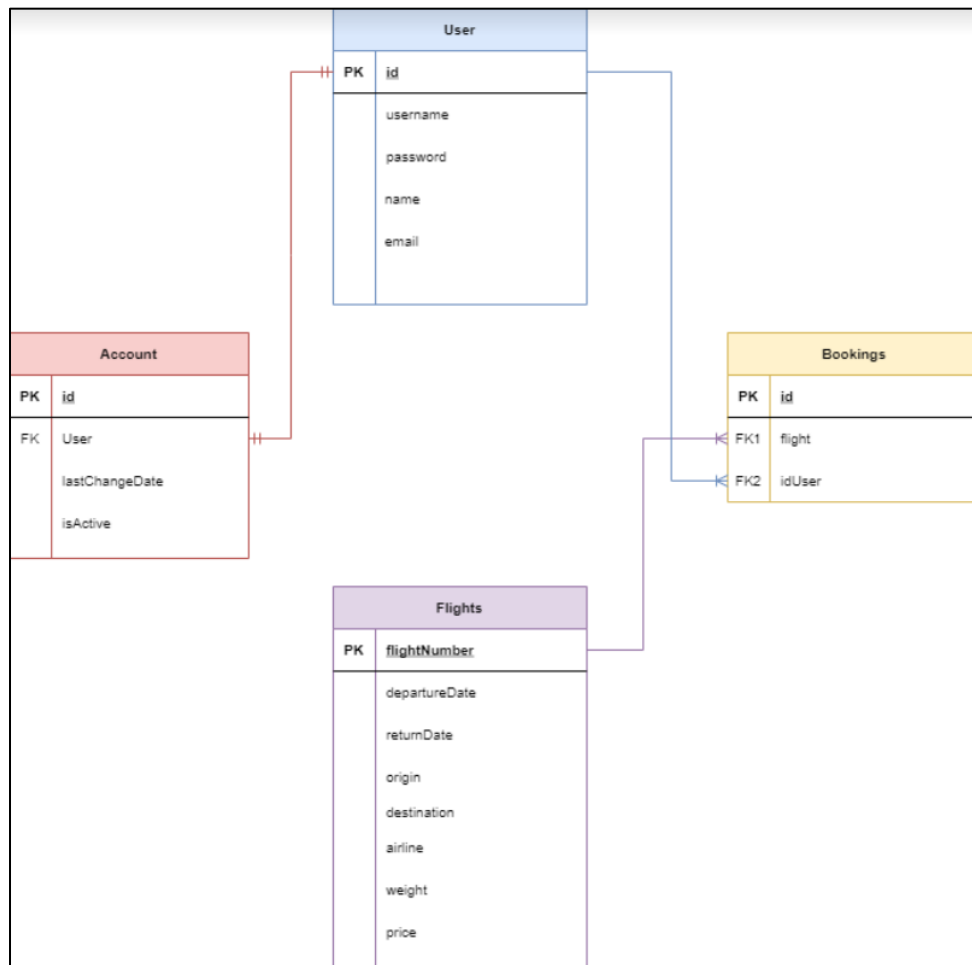 User
PK id
username
password
name
email
Account
PK id
FK User
lastChangeDate
isActive
Bookings
PK id
FK1 flight
FK2 idUser
Flights
PK flightNumber
departureDate
returnDate
origin
destination
airline
weight
price